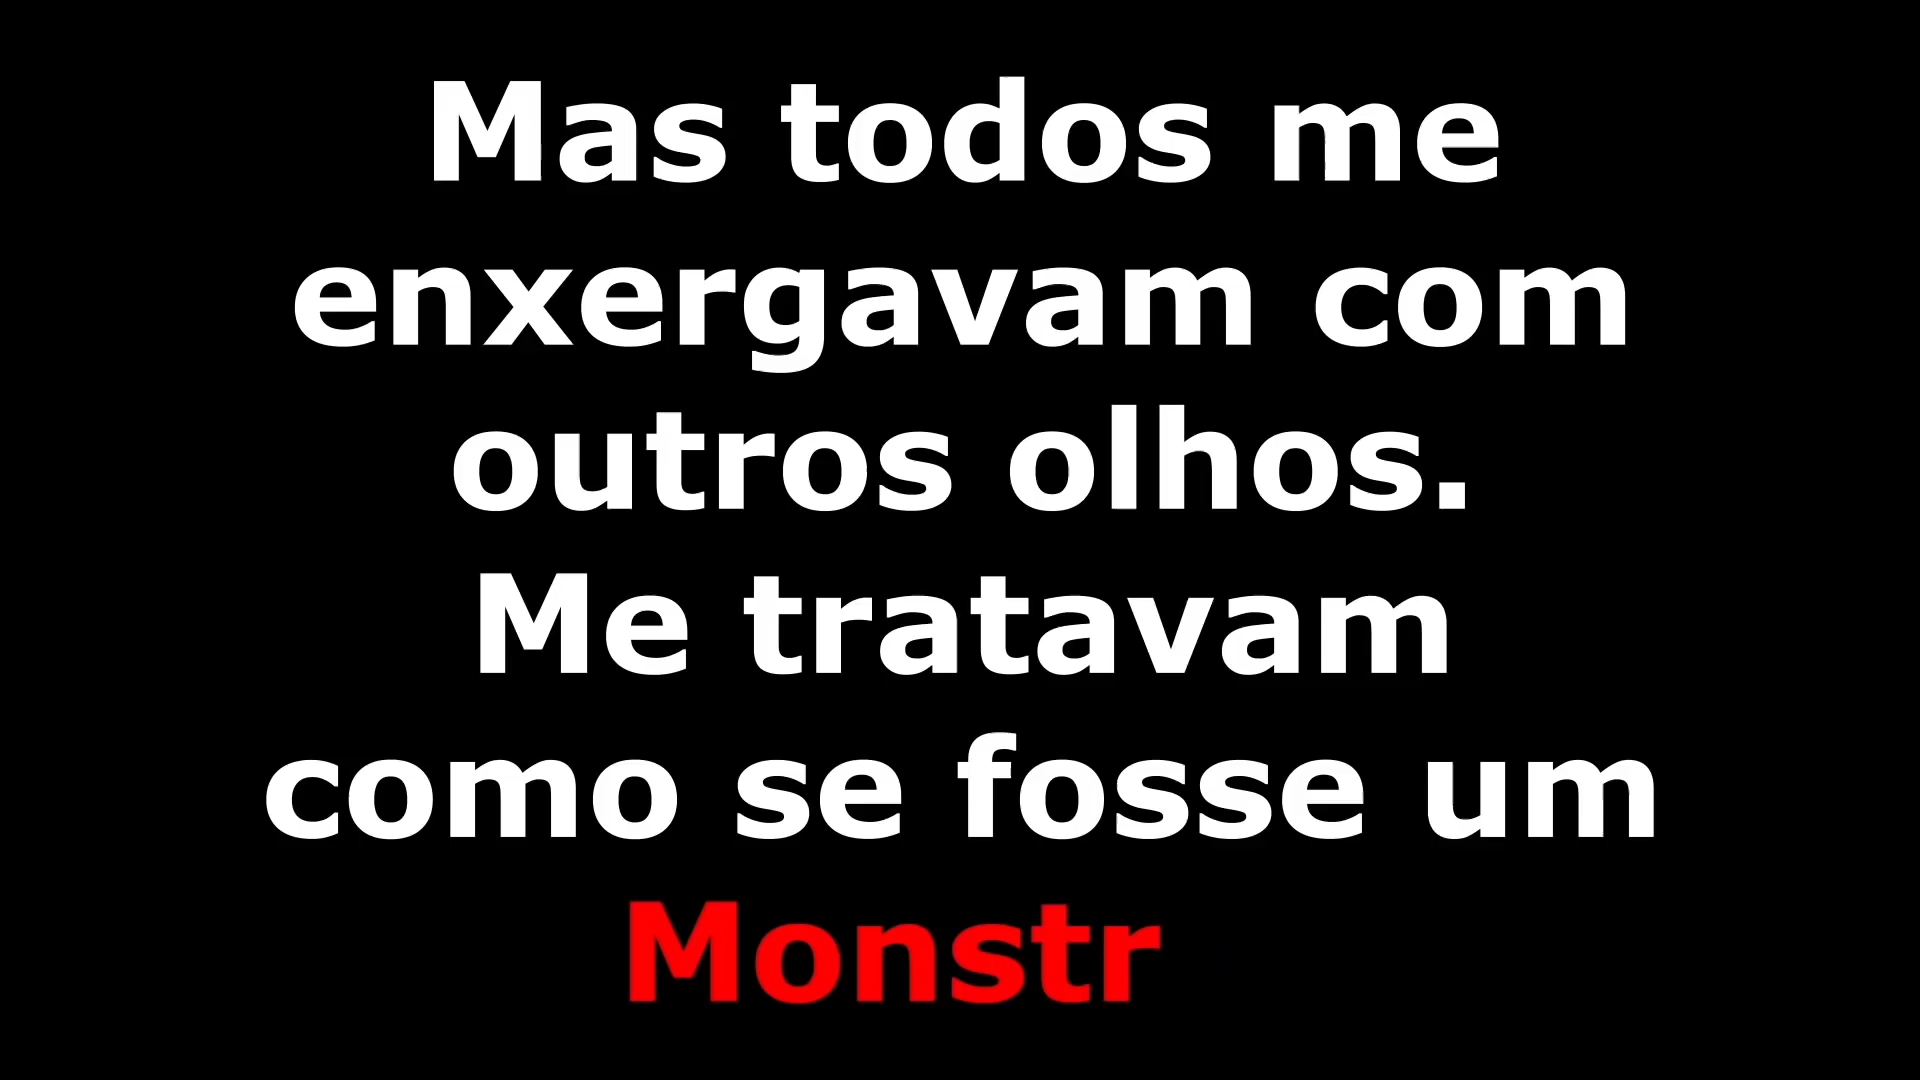 Mas todos me
enxergavam com
outros olhos.
Me tratavam
como se fosse um
Monstr